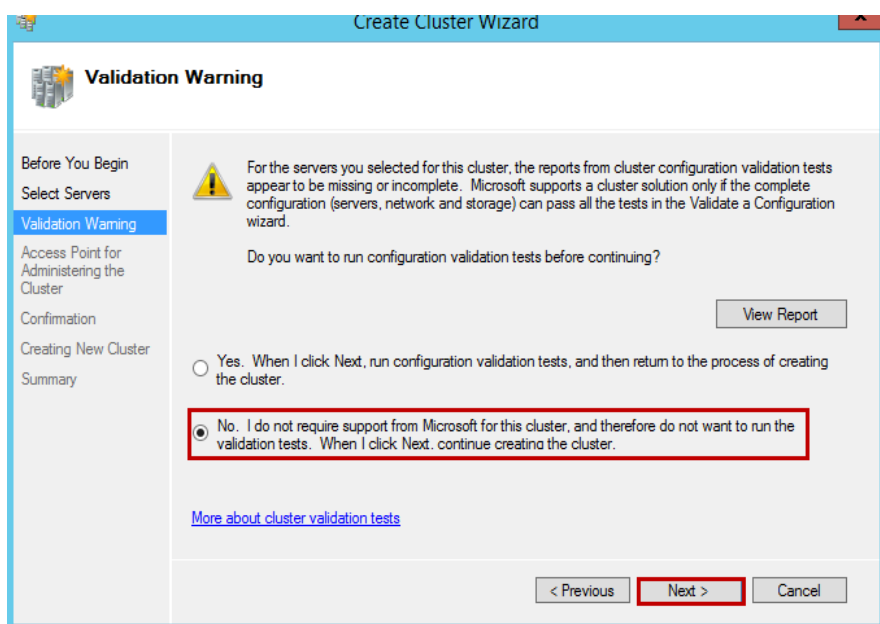 Create Cluster Wizard
Validation Warning
Before You Begin
Select Servers
Validation Warning
Access Point for
Administering the
Cluster
Confirmation
Creating New Cluster
Summary
For the servers you selected for this cluster, the reports from cluster configuration validation tests
appear to be missing or incomplete.  Microsoft supports a cluster solution only if the complete
configuration (servers, network and storage) can pass all the tests in the Validate a Configuration
wizard.
Do you want to run configuration validation tests before continuing?
View Report
Yes.  When I click Next, run configuration validation tests, and then return to the process of creating
the cluster.
No.  I do not require support from Microsoft for this cluster, and therefore do not want to run the
validation tests.  When I click Next, continue creating the cluster.
More about cluster validation tests
< Previous
Next >
Cancel